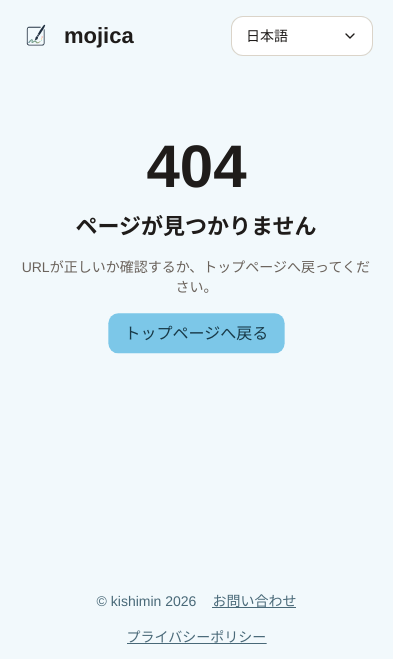 mojica
日本語
404
ページが見つかりません
URLが正しいか確認するか、トップページへ戻ってくだ
さい。
トップページへ戻る
© kishimin 2026 お問い合わせ
プライバシーポリシー